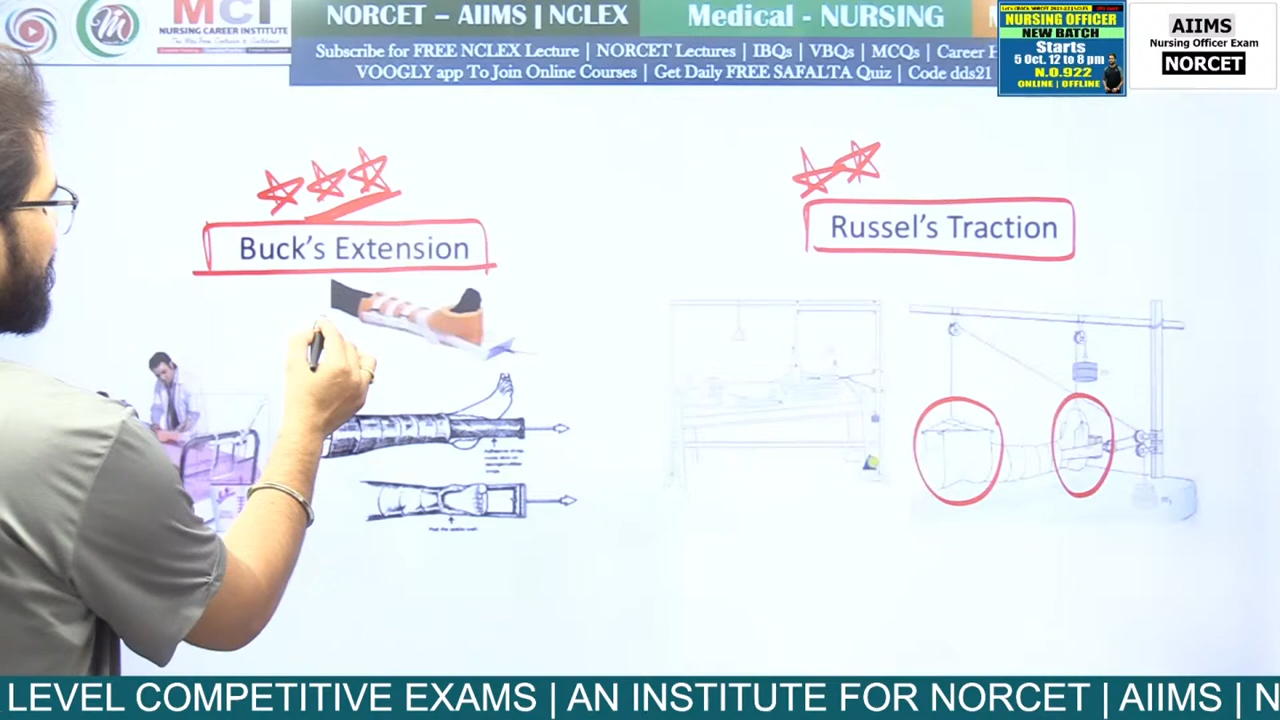 MCI
NURSING CAREER INSTITUTE
NORCET – AIIMS | NCLEX
Medical - NURSING
Subscribe for FREE NCLEX Lecture | NORCET Lectures | IBQs | VBQs | MCQs | Career
VOOGLY app To Join Online Courses | Get Daily FREE SAFALTA Quiz | Code dds21
NURSING OFFICER
NEW BATCH
Starts
5 Oct. 12 to 8 pm
N.O.922
ONLINE | OFFLINE
AIIMS
Nursing Officer Exam
NORCET
Buck's Extension
Russel's Traction
LEVEL COMPETITIVE EXAMS | AN INSTITUTE FOR NORCET | AIIMS | N